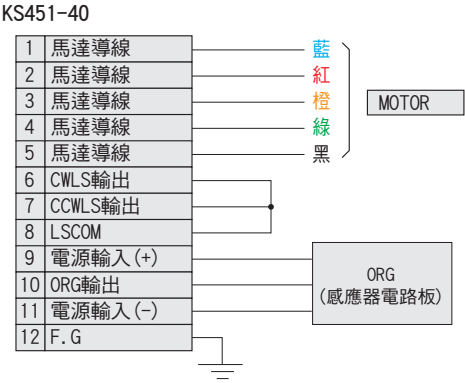 KS451-40
1 馬達導線 藍
2 馬達導線 紅
3 馬達導線 橙 MOTOR
4 馬達導線 綠
5 馬達導線 黑
6 CWLS輸出
7 CCWLS輸出
8 LSCOM
9 電源輸入(+)
10 ORG輸出
11 電源輸入(-)
12 F.G
ORG
(感應器電路板)